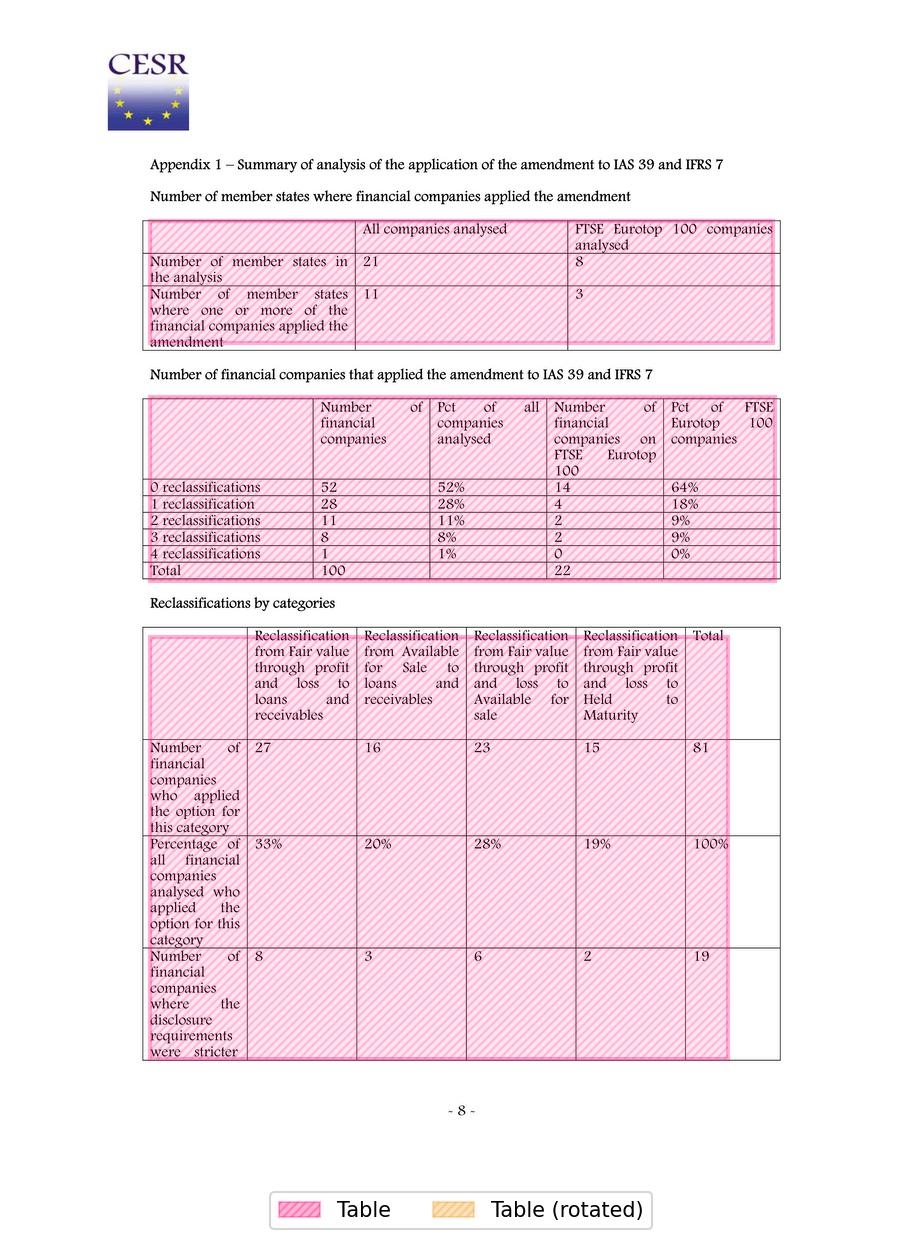 CESR
Appendix 1 – Summary of analysis of the application of the amendment to IAS 39 and IFRS 7
Number of member states where financial companies applied the amendment
All companies analysed
FTSE Eurotop 100 companies
analysed
Number of member states in
the analysis
21
8
Number of member states
where one or more of the
financial companies applied the
amendment
11
3
Number of financial companies that applied the amendment to IAS 39 and IFRS 7
Number of
financial
companies
Pct of all
companies
analysed
Number of
financial
companies on
FTSE Eurotop
100
Pct of FTSE
Eurotop 100
companies
0 reclassifications 52 52% 14 64%
1 reclassification 28 28% 4 18%
2 reclassifications 11 11% 2 9%
3 reclassifications 8 8% 2 9%
4 reclassifications 1 1% 0 0%
Total 100 22
Reclassifications by categories
Reclassification
from Fair value
through profit
and loss to
loans and
receivables
Reclassification
from Available
for Sale to
loans and
receivables
Reclassification
from Fair value
through profit
and loss to
Available for
sale
Reclassification
from Fair value
through profit
and loss to
Held to
Maturity
Total
Number of
financial
companies
who applied
the option for
this category
27 16 23 15 81
Percentage of
all financial
companies
analysed who
applied the
option for this
category
33% 20% 28% 19% 100%
Number of
financial
companies
where the
disclosure
requirements
were stricter
8 3 6 2 19
- 8 -
Table
Table (rotated)